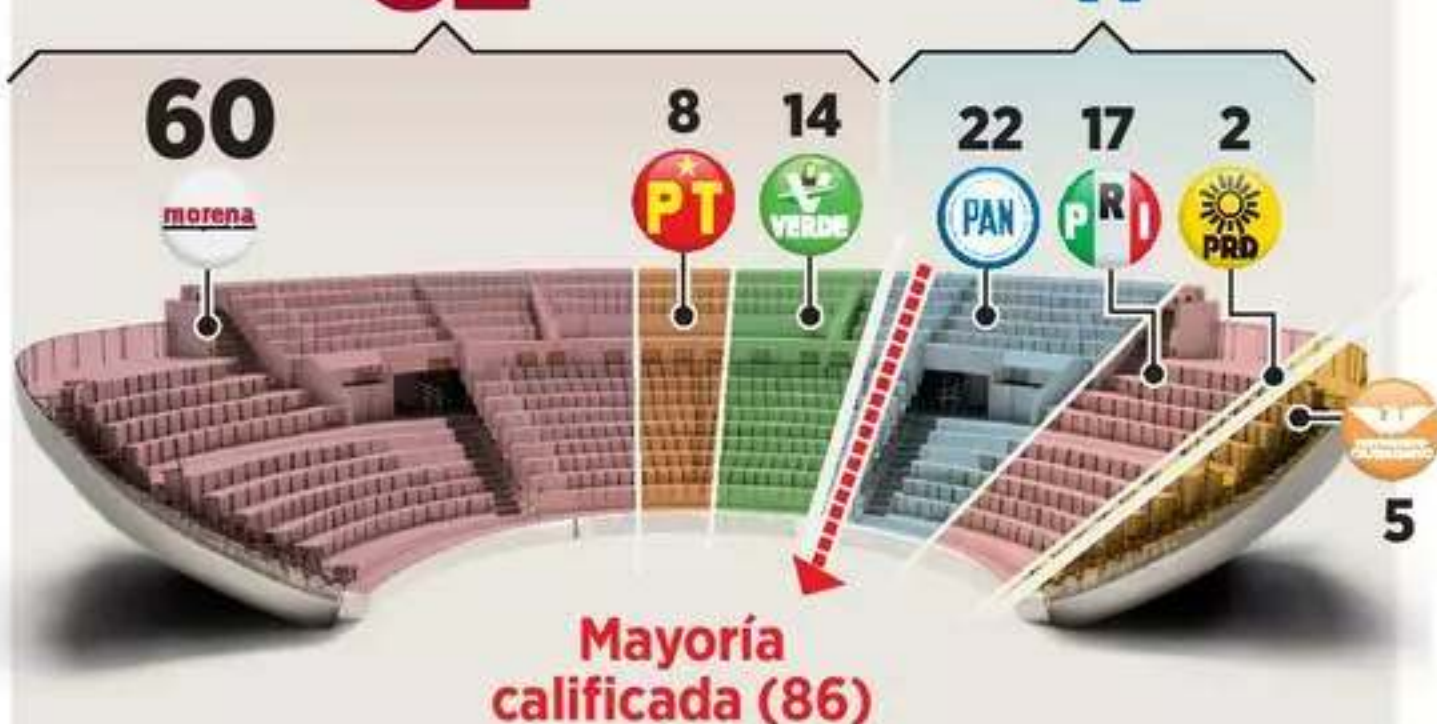 60
8
14
22
17
2
morena
PT
VERDE
PAN
PRI
PRD
5
Mayoría
calificada (86)